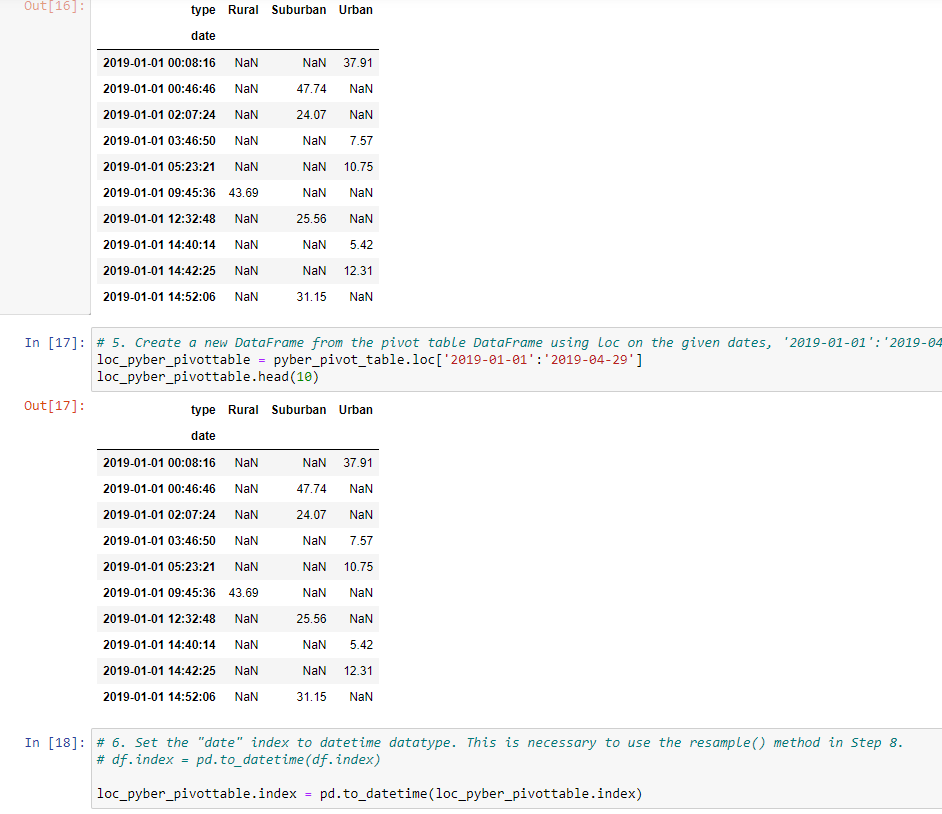 Out[16]:
type Rural Suburban Urban
date
2019-01-01 00:08:16 NaN NaN 37.91
2019-01-01 00:46:46 NaN 47.74 NaN
2019-01-01 02:07:24 NaN 24.07 NaN
2019-01-01 03:46:50 NaN NaN 7.57
2019-01-01 05:23:21 NaN NaN 10.75
2019-01-01 09:45:36 43.69 NaN NaN
2019-01-01 12:32:48 NaN 25.56 NaN
2019-01-01 14:40:14 NaN NaN 5.42
2019-01-01 14:42:25 NaN NaN 12.31
2019-01-01 14:52:06 NaN 31.15 NaN
In [17]: # 5. Create a new DataFrame from the pivot table DataFrame using loc on the given dates, '2019-01-01':'2019-04
loc_pyber_pivottable = pyber_pivot_table.loc['2019-01-01':'2019-04-29']
loc_pyber_pivottable.head(10)
Out[17]:
type Rural Suburban Urban
date
2019-01-01 00:08:16 NaN NaN 37.91
2019-01-01 00:46:46 NaN 47.74 NaN
2019-01-01 02:07:24 NaN 24.07 NaN
2019-01-01 03:46:50 NaN NaN 7.57
2019-01-01 05:23:21 NaN NaN 10.75
2019-01-01 09:45:36 43.69 NaN NaN
2019-01-01 12:32:48 NaN 25.56 NaN
2019-01-01 14:40:14 NaN NaN 5.42
2019-01-01 14:42:25 NaN NaN 12.31
2019-01-01 14:52:06 NaN 31.15 NaN
In [18]: # 6. Set the "date" index to datetime datatype. This is necessary to use the resample() method in Step 8.
# df.index = pd.to_datetime(df.index)
loc_pyber_pivottable.index = pd.to_datetime(loc_pyber_pivottable.index)